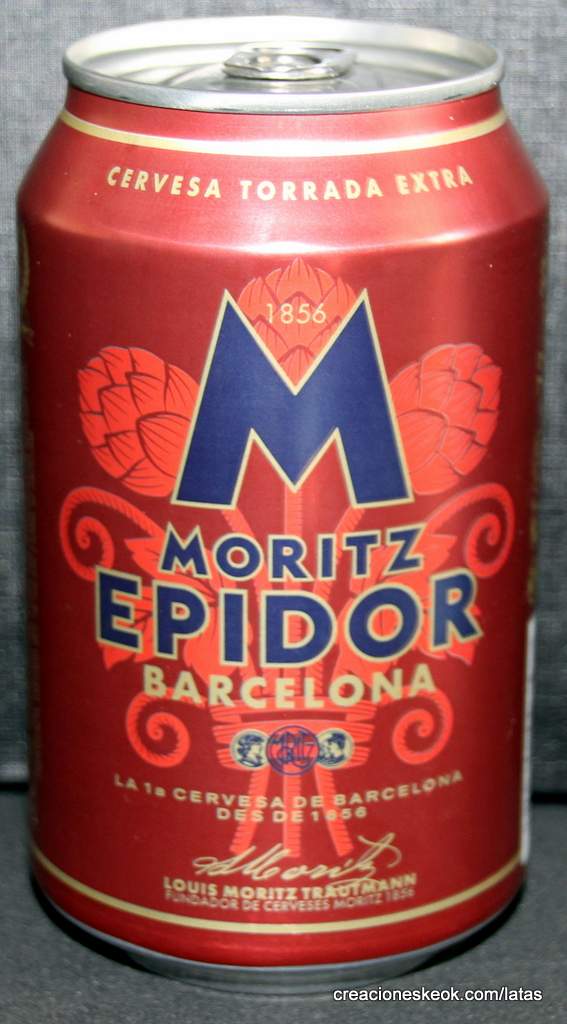 CERVESA TORRADA EXTRA
1856
M
MORITZ
EPIDOR
BARCELONA
MORITZ
LA 1a CERVESA DE BARCELONA
DES DE 1856
LOUIS MORITZ TRAUTMANN
FUNDADOR DE CERVESES MORITZ 1856
creacioneskeok.com/latas